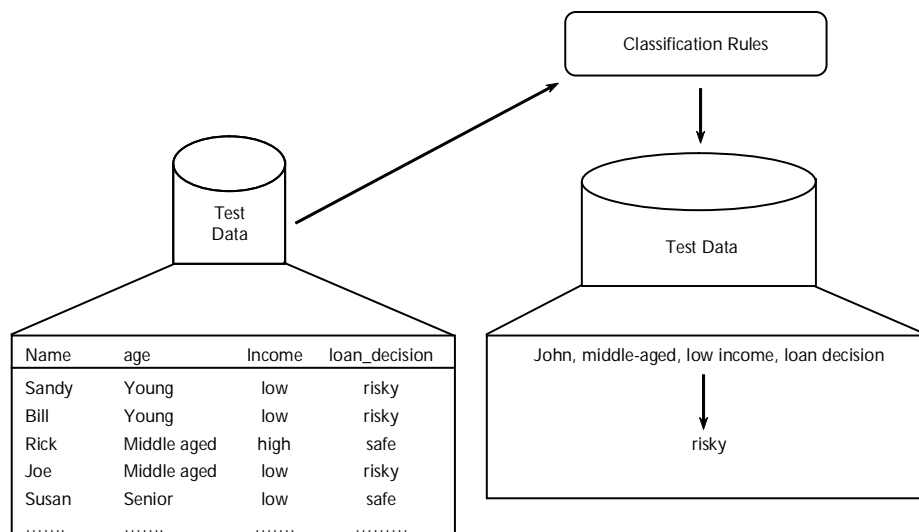 Classification Rules
Test
Data
Test Data
Name age Income loan_decision
Sandy Young low risky
Bill Young low risky
Rick Middle aged high safe
Joe Middle aged low risky
Susan Senior low safe
....... ....... ....... .........
John, middle-aged, low income, loan decision
risky